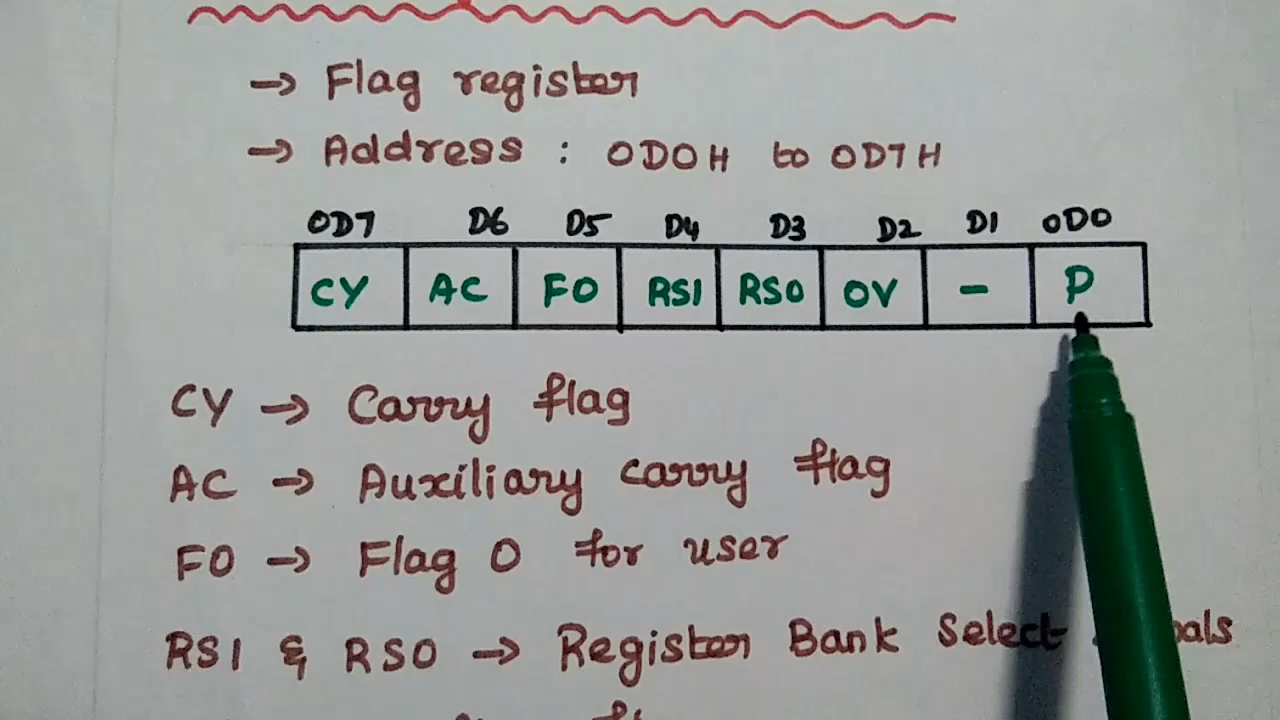 → Flag register
→ Address : 0D0H to 0D7H
0D7 D6 D5 D4 D3 D2 D1 0D0
CY AC F0 RS1 RS0 OV - P
CY → Carry flag
AC → Auxiliary carry flag
F0 → Flag 0 for user
RS1 & RS0 → Register Bank Select